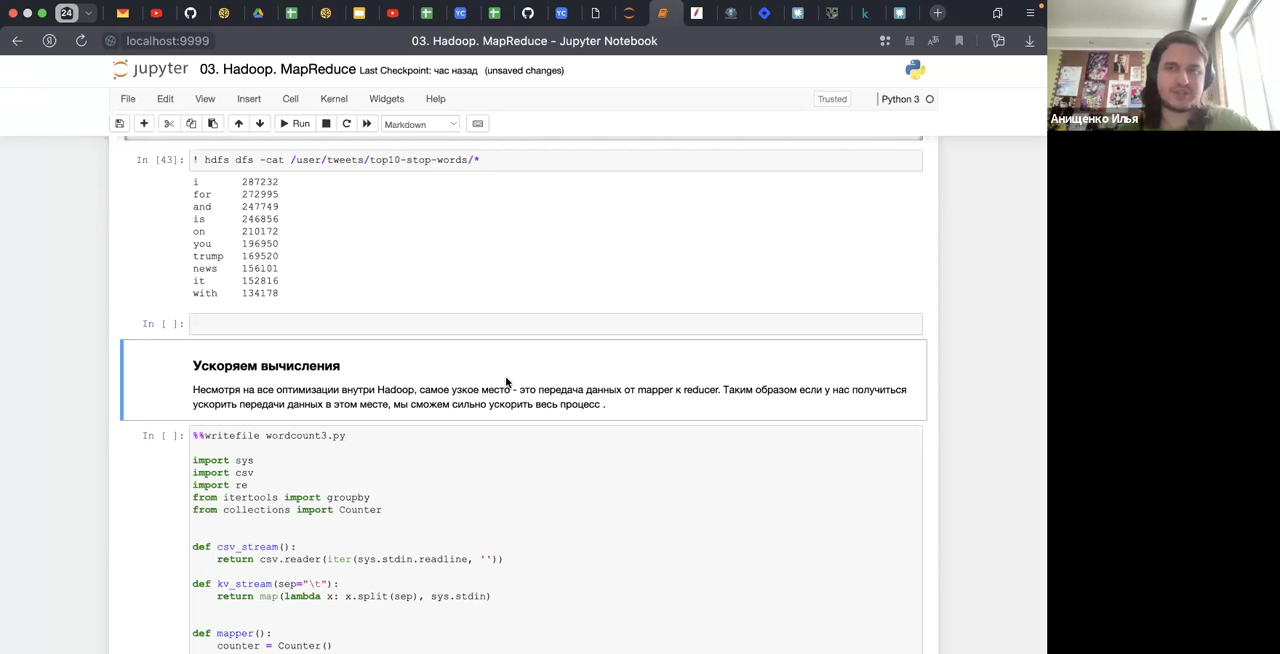 24
localhost:9999
03. Hadoop. MapReduce - Jupyter Notebook
jupyter 03. Hadoop. MapReduce Last Checkpoint: час назад (unsaved changes)
File Edit View Insert Cell Kernel Widgets Help
Trusted Python 3
Run Markdown
Анищенко Илья
In [43]: ! hdfs dfs -cat /user/tweets/top10-stop-words/*
i 287232
for 272995
and 247749
is 246856
on 210172
you 196950
trump 169520
news 156101
it 152816
with 134178
In [ ]:
Ускоряем вычисления
Несмотря на все оптимизации внутри Hadoop, самое узкое место - это передача данных от mapper к reducer. Таким образом если у нас получиться
ускорить передачи данных в этом месте, мы сможем сильно ускорить весь процесс .
In [ ]: %%writefile wordcount3.py
import sys
import csv
import re
from itertools import groupby
from collections import Counter
def csv_stream():
return csv.reader(iter(sys.stdin.readline, ''))
def kv_stream(sep="\t"):
return map(lambda x: x.split(sep), sys.stdin)
def mapper():
counter = Counter()